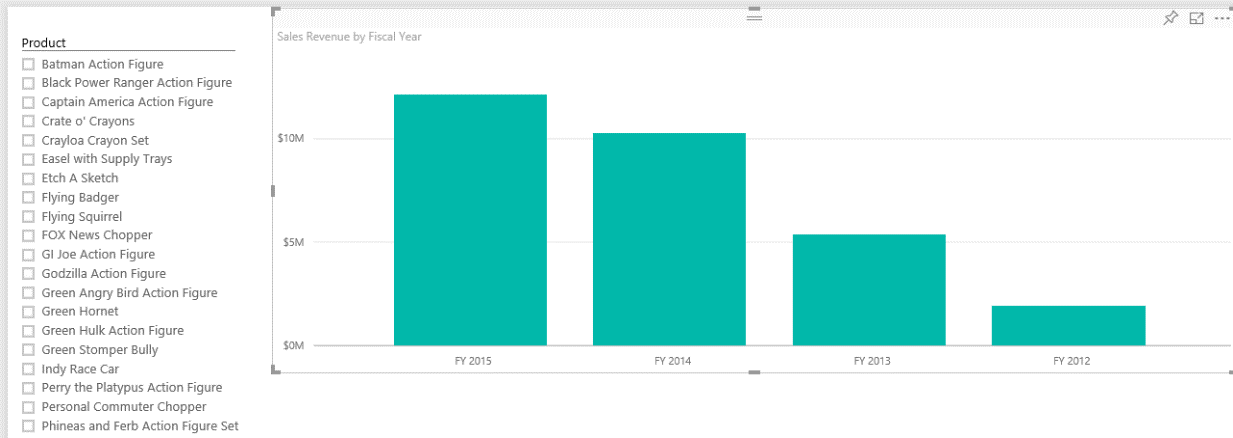 Product
Batman Action Figure
Black Power Ranger Action Figure
Captain America Action Figure
Crate o' Crayons
Crayloa Crayon Set
Easel with Supply Trays
Etch A Sketch
Flying Badger
Flying Squirrel
FOX News Chopper
GI Joe Action Figure
Godzilla Action Figure
Green Angry Bird Action Figure
Green Hornet
Green Hulk Action Figure
Green Stomper Bully
Indy Race Car
Perry the Platypus Action Figure
Personal Commuter Chopper
Phineas and Ferb Action Figure Set
Sales Revenue by Fiscal Year
$10M
$5M
$0M
FY 2015 FY 2014 FY 2013 FY 2012